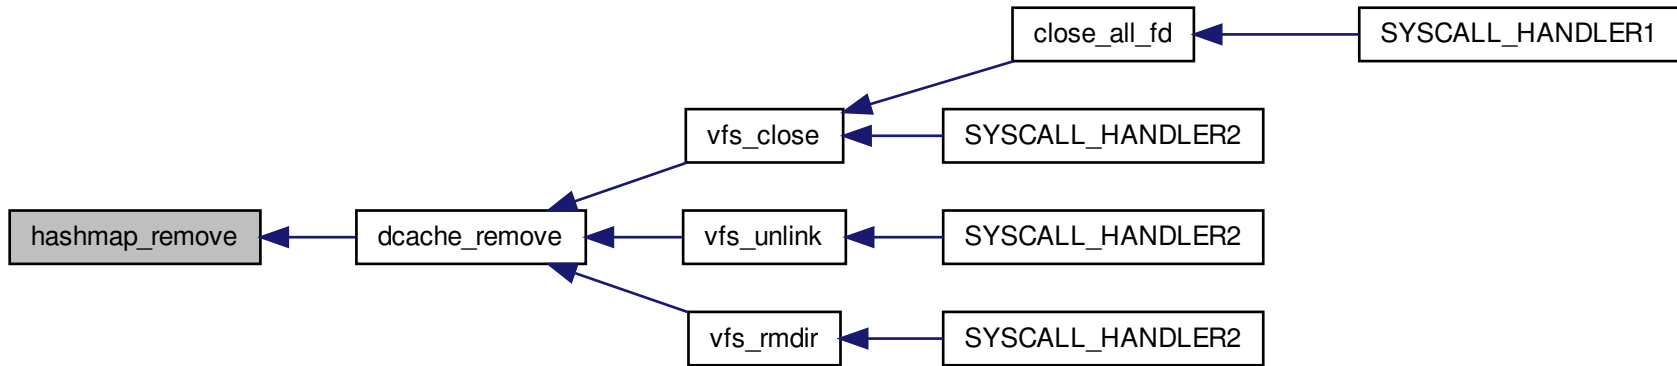 close_all_fd
SYSCALL_HANDLER1
vfs_close
SYSCALL_HANDLER2
hashmap_remove
dcache_remove
vfs_unlink
SYSCALL_HANDLER2
vfs_rmdir
SYSCALL_HANDLER2